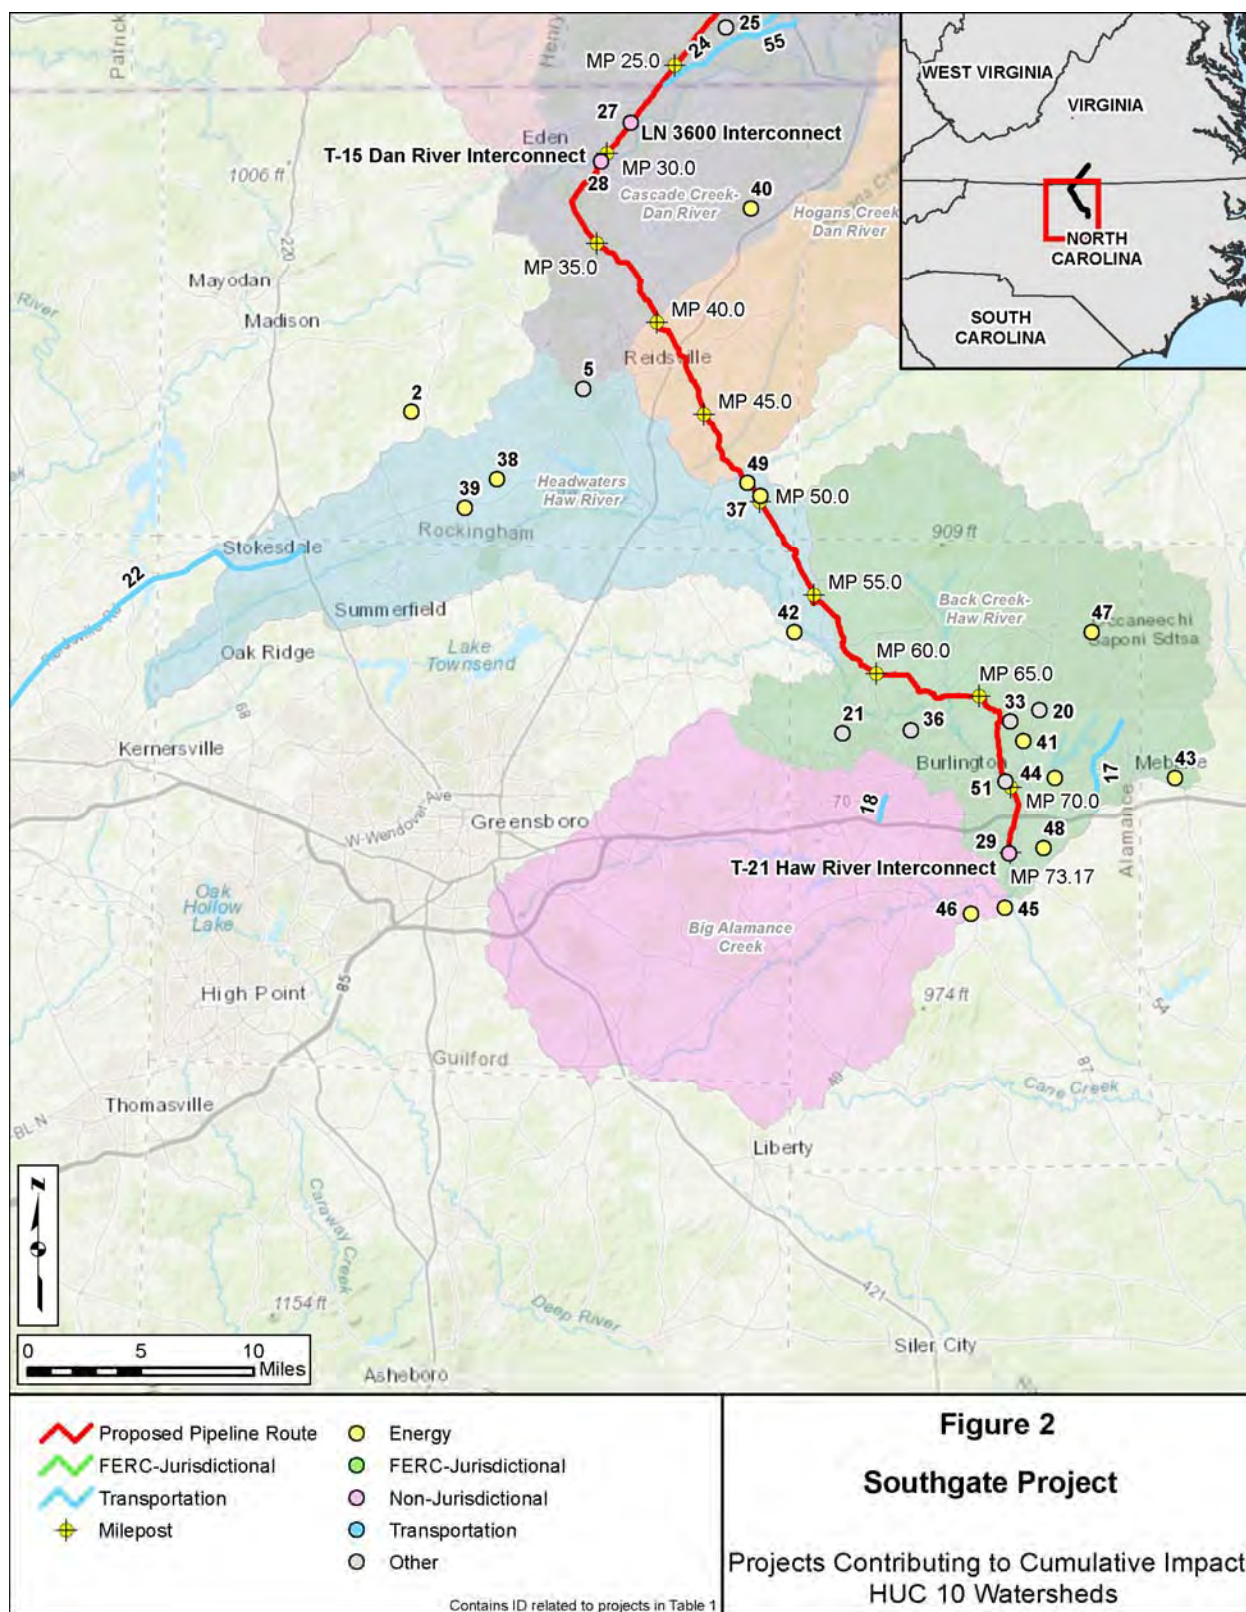 Patrick
Henry
25
24
55
MP 25.0
27
LN 3600 Interconnect
Eden
T-15 Dan River Interconnect
MP 30.0
28
1006 ft
Cascade Creek-
Dan River
40
Hogans Creek
Dan River
220
MP 35.0
Mayodan
River
Madison
MP 40.0
Reidsville
5
2
MP 45.0
38
49
Headwaters
Haw River
39
MP 50.0
37
Rockingham
909 ft
Stokesdale
22
MP 55.0
Summerfield
Back Creek-
Haw River
42
47
Saponi Sdtsa
Oak Ridge
Lake
Townsend
MP 60.0
MP 65.0
68
21
36
33
20
41
Kernersville
Burlington
44
17
Mebane
43
51
MP 70.0
W-Wendover Ave
70
18
Greensboro
48
29
Alamance
T-21 Haw River Interconnect
MP 73.17
Oak
Hollow
Lake
46
45
Big Alamance
Creek
85
High Point
974 ft
54
Guilford
87
49
Cane Creek
Thomasville
BL N
Liberty
Caraway Creek
1154 ft
Deep River
421
Siler City
Asheboro
WEST VIRGINIA
VIRGINIA
NORTH
CAROLINA
SOUTH
CAROLINA
N
0 5 10
Miles
Proposed Pipeline Route
FERC-Jurisdictional
Transportation
Milepost
Energy
FERC-Jurisdictional
Non-Jurisdictional
Transportation
Other
Contains ID related to projects in Table 1
Figure 2
Southgate Project
Projects Contributing to Cumulative Impact
HUC 10 Watersheds